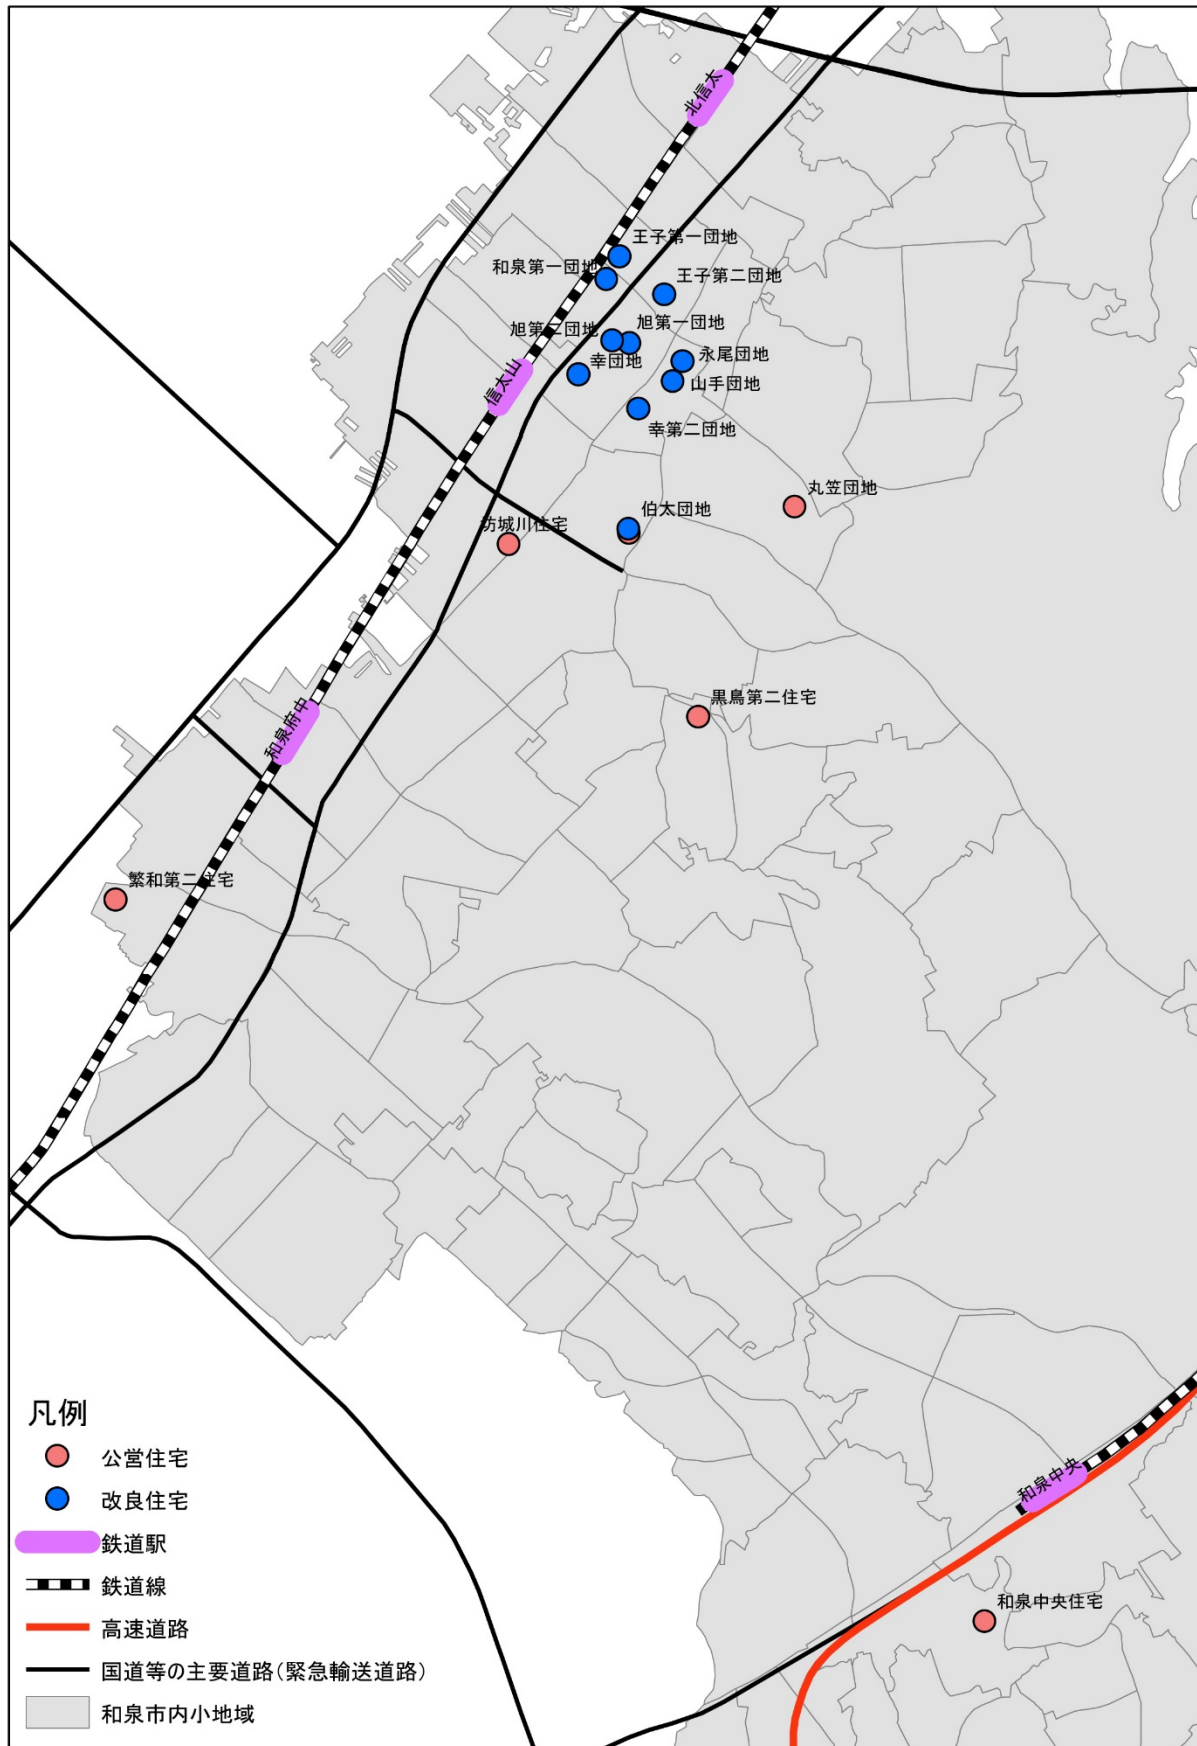 北信太
王子第一団地
和泉第一団地
王子第二団地
旭第二団地
旭第一団地
幸団地
永尾団地
山手団地
信太山
幸第二団地
丸笠団地
伯太団地
坊城川住宅
黒鳥第二住宅
和泉府中
繁和第二住宅
凡例
公営住宅
改良住宅
鉄道駅
鉄道線
高速道路
国道等の主要道路(緊急輸送道路)
和泉市内小地域
和泉中央
和泉中央住宅